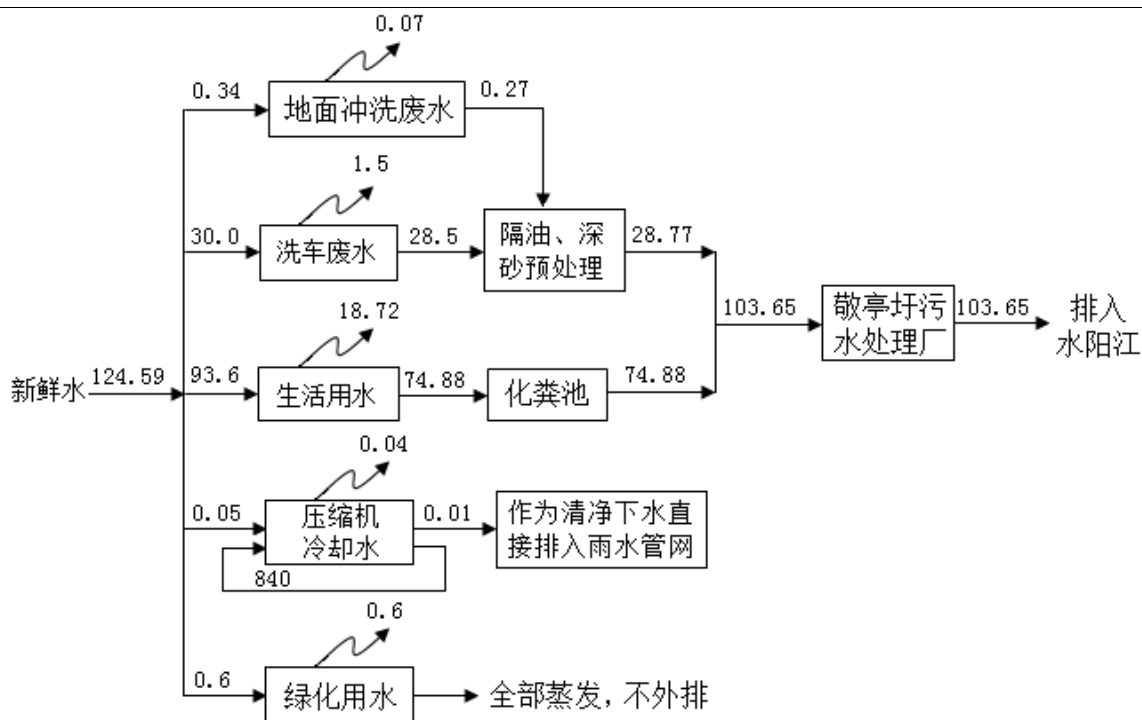 0.07
0.34
地面冲洗废水
0.27
1.5
30.0
洗车废水
28.5
隔油、深
砂预处理
28.77
18.72
新鲜水
124.59
93.6
生活用水
74.88
化粪池
74.88
103.65
敬亭圩污
水处理厂
103.65
排入
水阳江
0.04
0.05
压缩机
冷却水
0.01
840
作为清净下水直
接排入雨水管网
0.6
0.6
绿化用水
全部蒸发，不外排